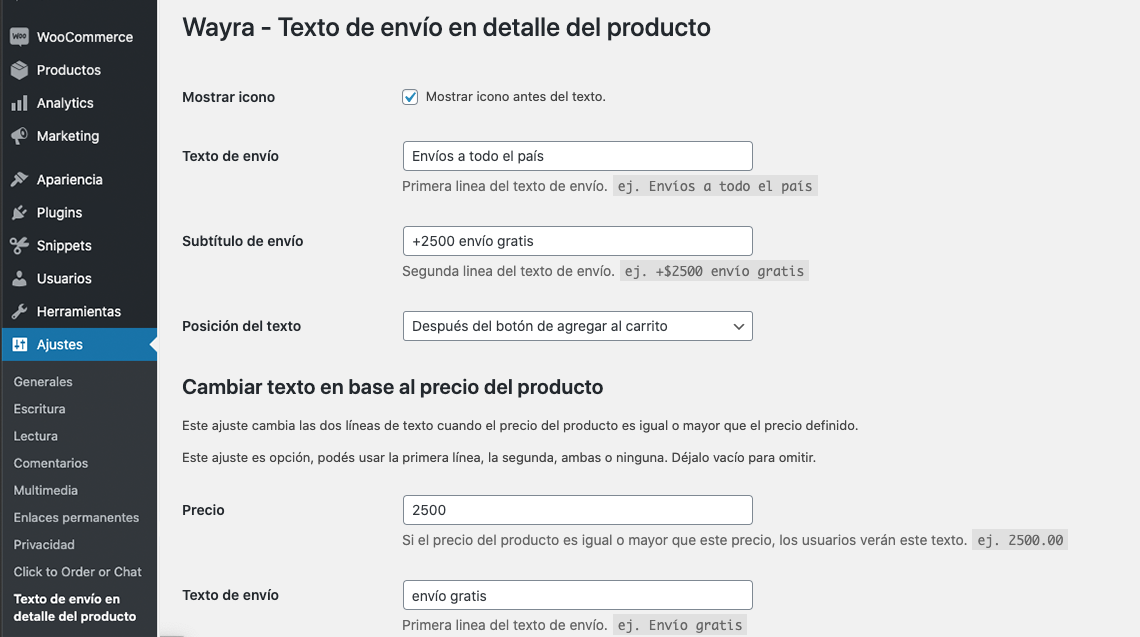 WOO WooCommerce
Productos
Analytics
Marketing
Apariencia
Plugins
Snippets
Usuarios
Herramientas
Ajustes
Generales
Escritura
Lectura
Comentarios
Multimedia
Enlaces permanentes
Privacidad
Click to Order or Chat
Texto de envío en
detalle del producto
Wayra - Texto de envío en detalle del producto
Mostrar icono
Mostrar icono antes del texto.
Texto de envío
Envíos a todo el país
Primera linea del texto de envío. ej. Envíos a todo el país
Subtítulo de envío
+2500 envío gratis
Segunda linea del texto de envío. ej. +$2500 envío gratis
Posición del texto
Después del botón de agregar al carrito
Cambiar texto en base al precio del producto
Este ajuste cambia las dos líneas de texto cuando el precio del producto es igual o mayor que el precio definido.
Este ajuste es opción, podés usar la primera línea, la segunda, ambas o ninguna. Déjalo vacío para omitir.
Precio
2500
Si el precio del producto es igual o mayor que este precio, los usuarios verán este texto. ej. 2500.00
Texto de envío
envío gratis
Primera linea del texto de envío. ej. Envío gratis